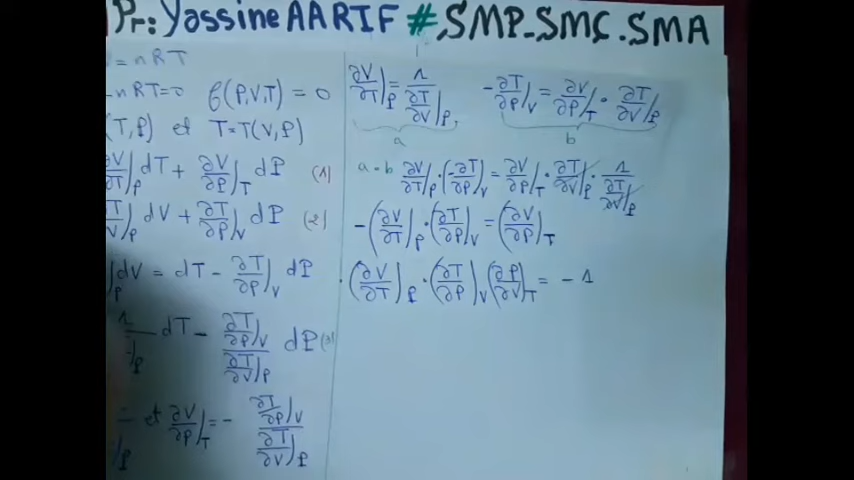 Pr: Yassine AARIF # SMP_SMC.SMA
= nRT
-nRT=0 f(P,V,T) = 0
(T,P) et T=T(V,P)
∂V/∂T|P dT + ∂V/∂P|T dP (1)
∂T/∂V|P dV + ∂T/∂P|V dP (2)
|P dV = dT - ∂T/∂P|V dP
1/ |P dT - (∂T/∂P|V)/(∂T/∂V|P) dP (3)
et ∂V/∂P|T = - (∂T/∂P|V)/(∂T/∂V|P)
∂V/∂T|P = 1/(∂T/∂V|P) -∂T/∂P|V = ∂V/∂P|T · ∂T/∂V|P
a b
a·b ∂V/∂T|P · (-∂T/∂P|V) = ∂V/∂P|T · ∂T/∂V|P · 1/(∂T/∂V|P)
-(∂V/∂T)P · (∂T/∂P)V = (∂V/∂P)T
(∂V/∂T)P · (∂T/∂P)V (∂P/∂V)T = -1